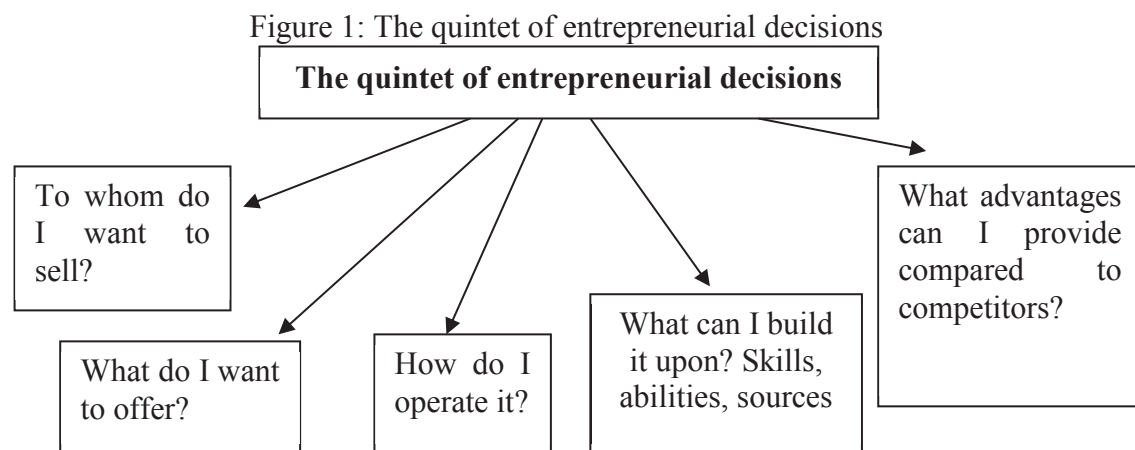 Figure 1: The quintet of entrepreneurial decisions
The quintet of entrepreneurial decisions
To whom do
I want to
sell?
What do I want
to offer?
How do I
operate it?
What can I build
it upon? Skills,
abilities, sources
What advantages
can I provide
compared to
competitors?